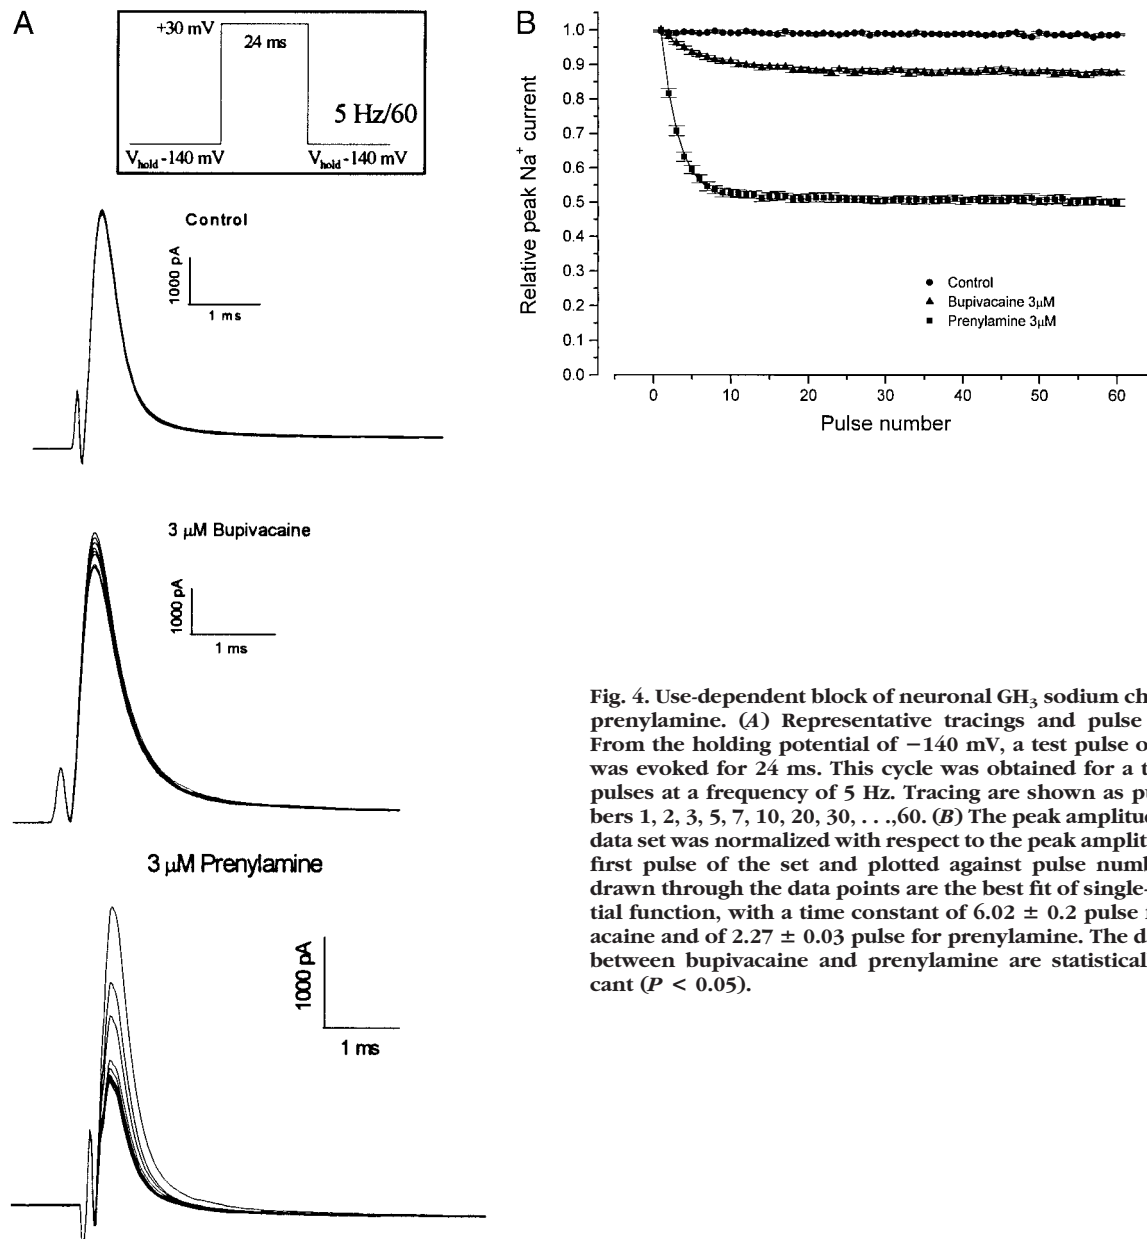 A
+30 mV
24 ms
5 Hz/60
Vhold -140 mV
Vhold -140 mV
Control
1000 pA
1 ms
3 µM Bupivacaine
1000 pA
1 ms
3 µM Prenylamine
1000 pA
1 ms
B
Relative peak Na+ current
1.0
0.9
0.8
0.7
0.6
0.5
0.4
0.3
0.2
0.1
0.0
Control
Bupivacaine 3µM
Prenylamine 3µM
0 10 20 30 40 50 60
Pulse number
Fig. 4. Use-dependent block of neuronal GH3 sodium ch
prenylamine. (A) Representative tracings and pulse
From the holding potential of −140 mV, a test pulse o
was evoked for 24 ms. This cycle was obtained for a t
pulses at a frequency of 5 Hz. Tracing are shown as pu
bers 1, 2, 3, 5, 7, 10, 20, 30, . . .,60. (B) The peak amplitud
data set was normalized with respect to the peak amplit
first pulse of the set and plotted against pulse numb
drawn through the data points are the best fit of single-
tial function, with a time constant of 6.02 ± 0.2 pulse
acaine and of 2.27 ± 0.03 pulse for prenylamine. The da
between bupivacaine and prenylamine are statistical
cant (P < 0.05).